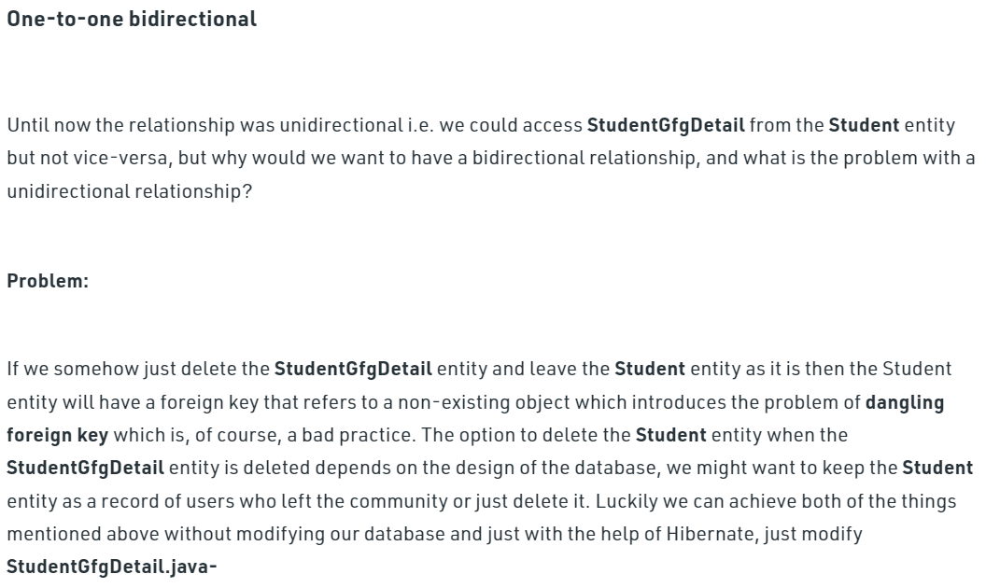 One-to-one bidirectional
Until now the relationship was unidirectional i.e. we could access StudentGfgDetail from the Student entity
but not vice-versa, but why would we want to have a bidirectional relationship, and what is the problem with a
unidirectional relationship?
Problem:
If we somehow just delete the StudentGfgDetail entity and leave the Student entity as it is then the Student
entity will have a foreign key that refers to a non-existing object which introduces the problem of dangling
foreign key which is, of course, a bad practice. The option to delete the Student entity when the
StudentGfgDetail entity is deleted depends on the design of the database, we might want to keep the Student
entity as a record of users who left the community or just delete it. Luckily we can achieve both of the things
mentioned above without modifying our database and just with the help of Hibernate, just modify
StudentGfgDetail.java-